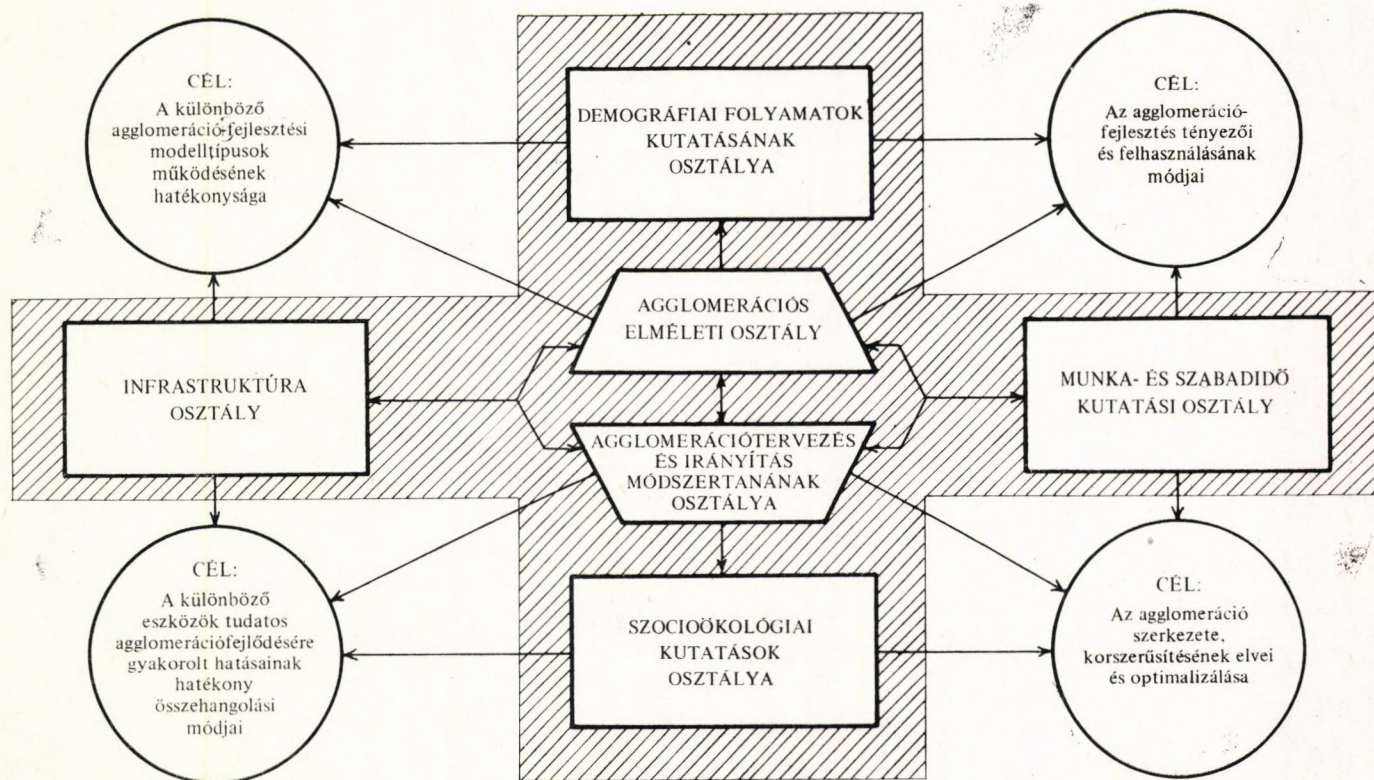 CÉL:
A különböző
agglomeráció-fejlesztési
modelltípusok
működésének
hatékonysága
DEMOGRÁFIAI FOLYAMATOK
KUTATÁSÁNAK
OSZTÁLYA
CÉL:
Az agglomeráció-
fejlesztés tényezői
és felhasználásának
módjai
AGGLOMERÁCIÓS
ELMÉLETI OSZTÁLY
INFRASTRUKTÚRA
OSZTÁLY
MUNKA- ÉS SZABADIDŐ
KUTATÁSI OSZTÁLY
AGGLOMERÁCIÓTERVEZÉS
ÉS IRÁNYÍTÁS
MÓDSZERTANÁNAK
OSZTÁLYA
CÉL:
A különböző
eszközök tudatos
agglomerációfejlődésére
gyakorolt hatásainak
hatékony
összehangolási
módjai
SZOCIOÖKOLÓGIAI
KUTATÁSOK
OSZTÁLYA
CÉL:
Az agglomeráció
szerkezete,
korszerűsítésének elvei
és optimalizálása